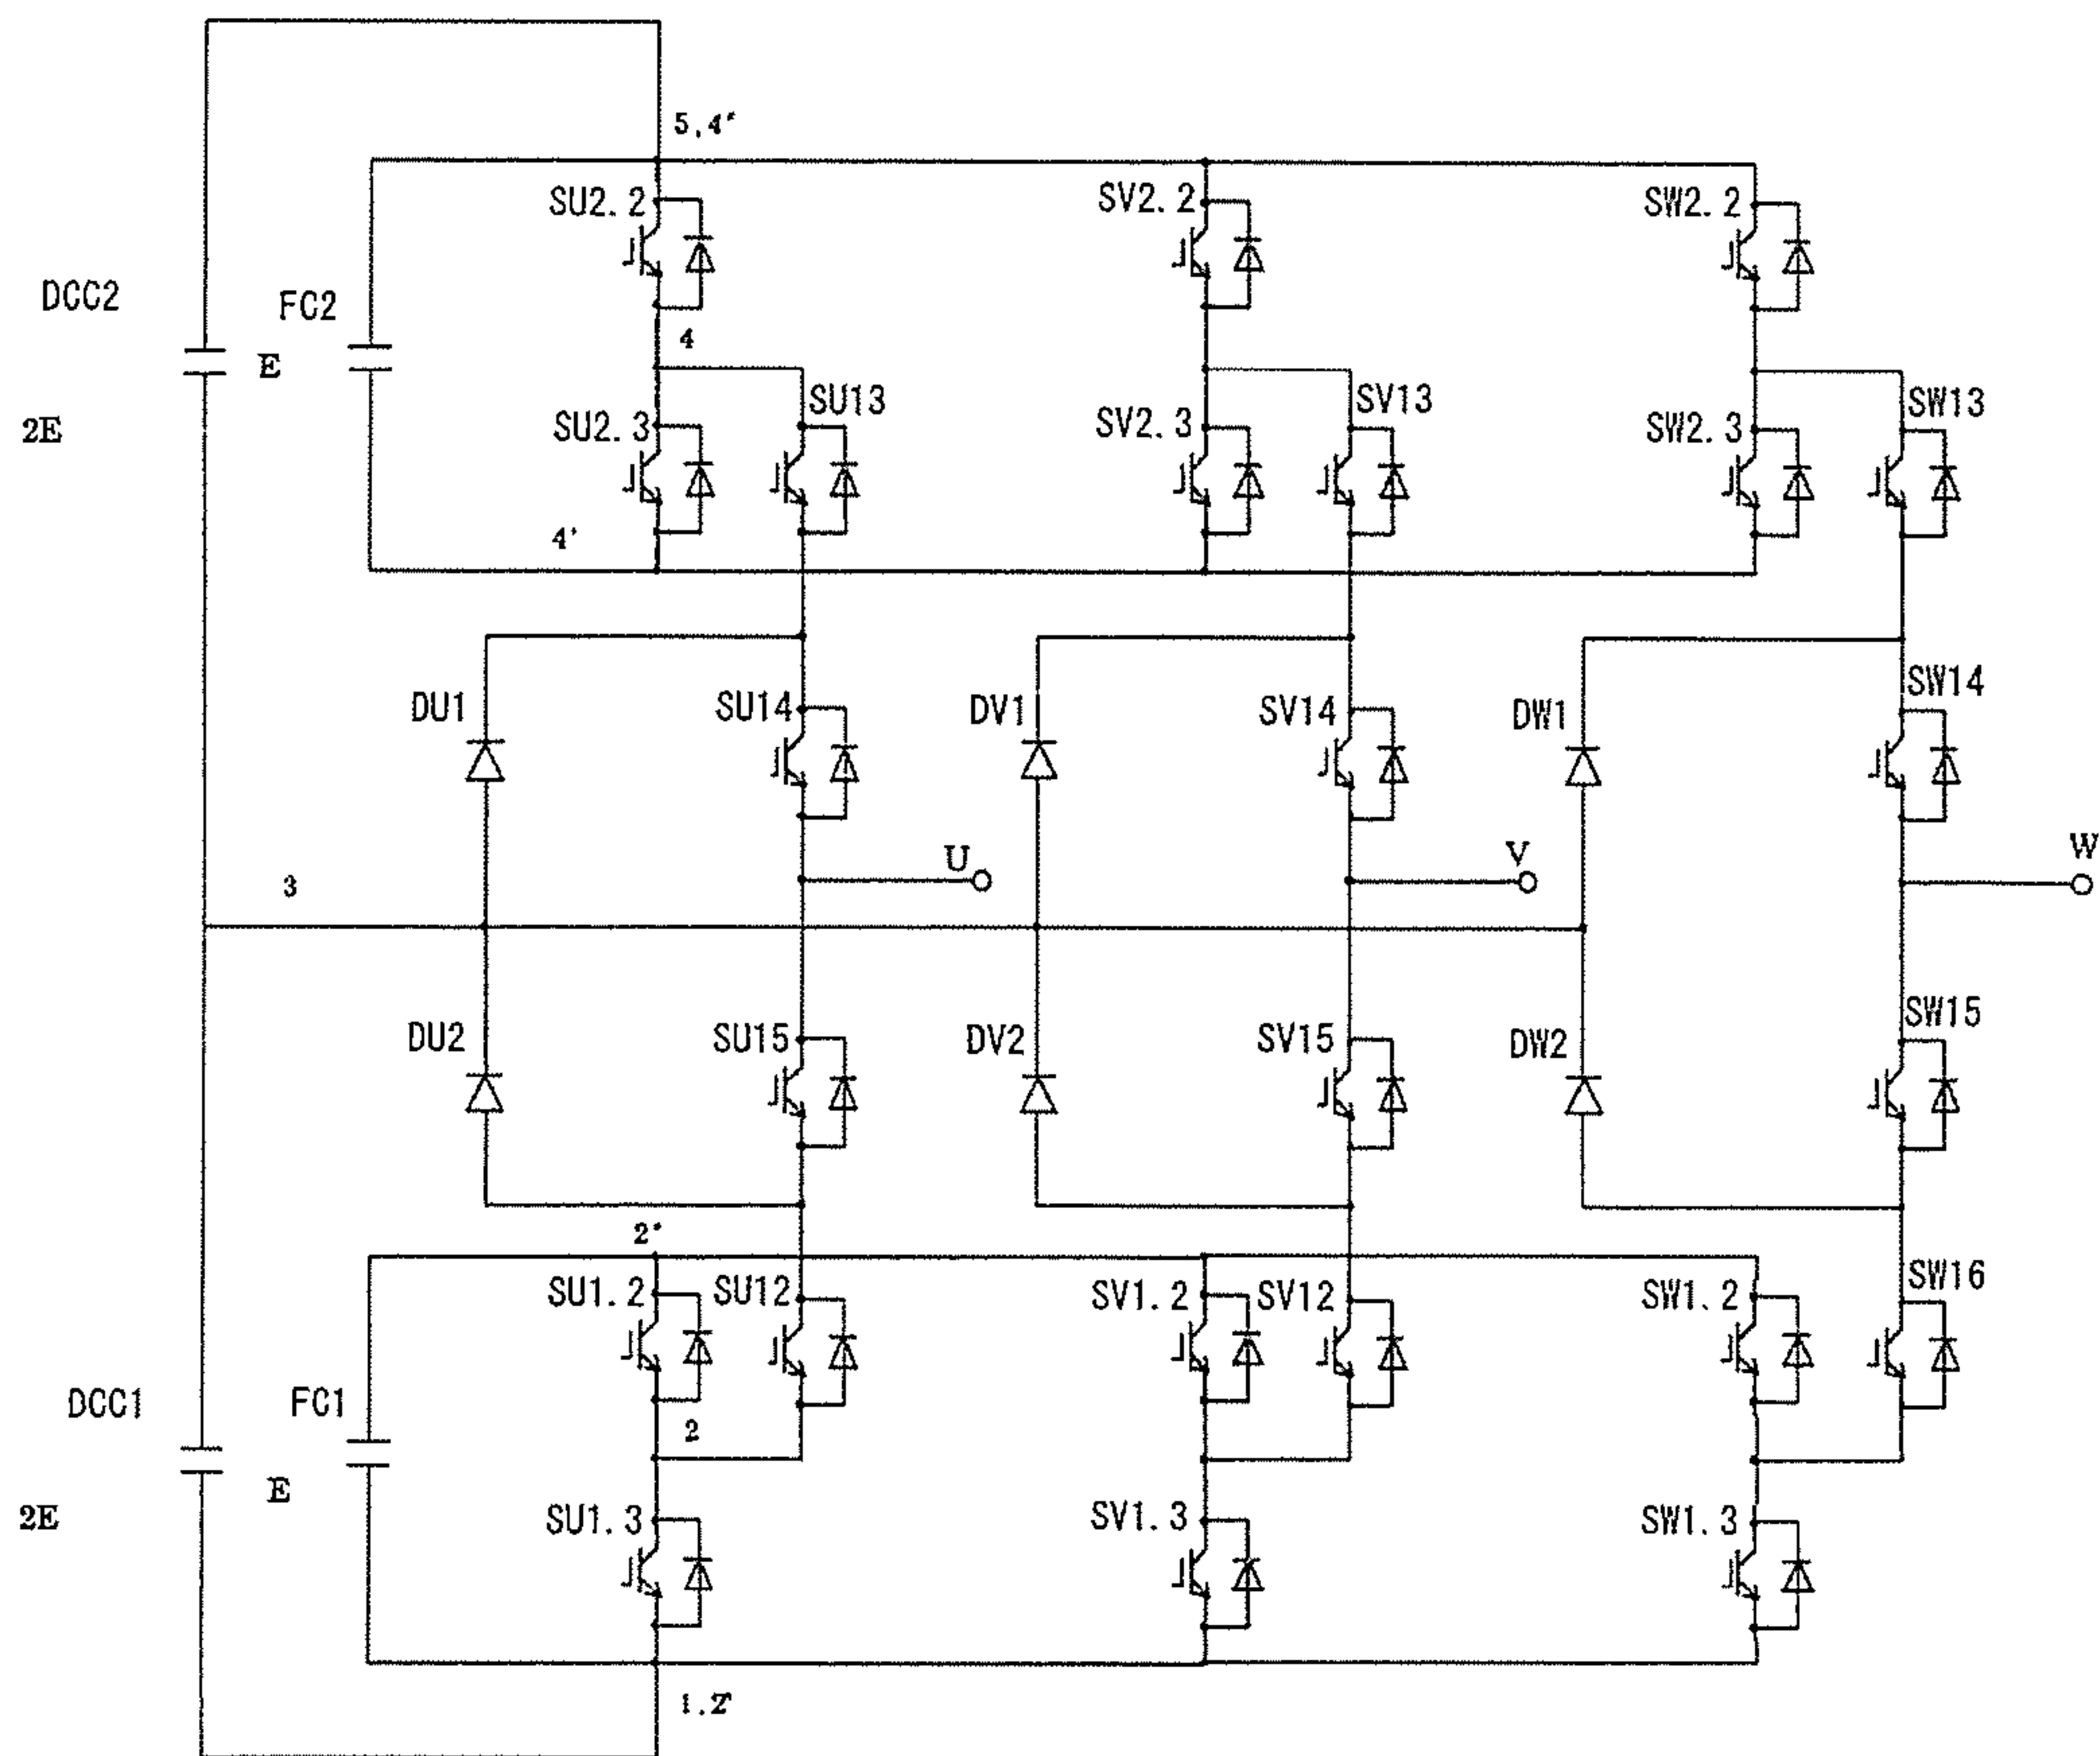 5,4"
SU2.2
SV2.2
SW2.2
DCC2
FC2
4
E
SU13
SV13
SW13
2E
SU2.3
SV2.3
SW2.3
4'
DU1
SU14
DV1
SV14
DW1
SW14
U
V
W
3
DU2
SU15
DV2
SV15
DW2
SW15
2"
SU1.2
SU12
SV1.2
SV12
SW1.2
SW16
DCC1
FC1
2
E
2E
SU1.3
SV1.3
SW1.3
1,2'